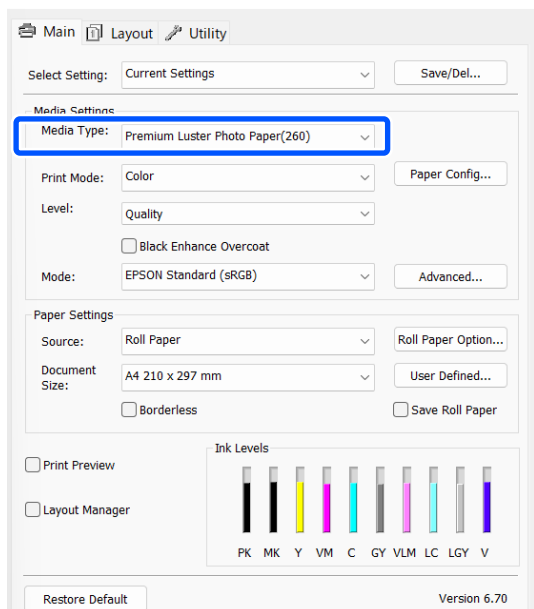 Main Layout Utility
Select Setting: Current Settings Save/Del...
Media Settings
Media Type: Premium Luster Photo Paper(260)
Print Mode: Color Paper Config...
Level: Quality
Black Enhance Overcoat
Mode: EPSON Standard (sRGB) Advanced...
Paper Settings
Source: Roll Paper Roll Paper Option...
Document
Size: A4 210 x 297 mm User Defined...
Borderless Save Roll Paper
Ink Levels
Print Preview
Layout Manager
PK MK Y VM C GY VLM LC LGY V
Restore Default Version 6.70